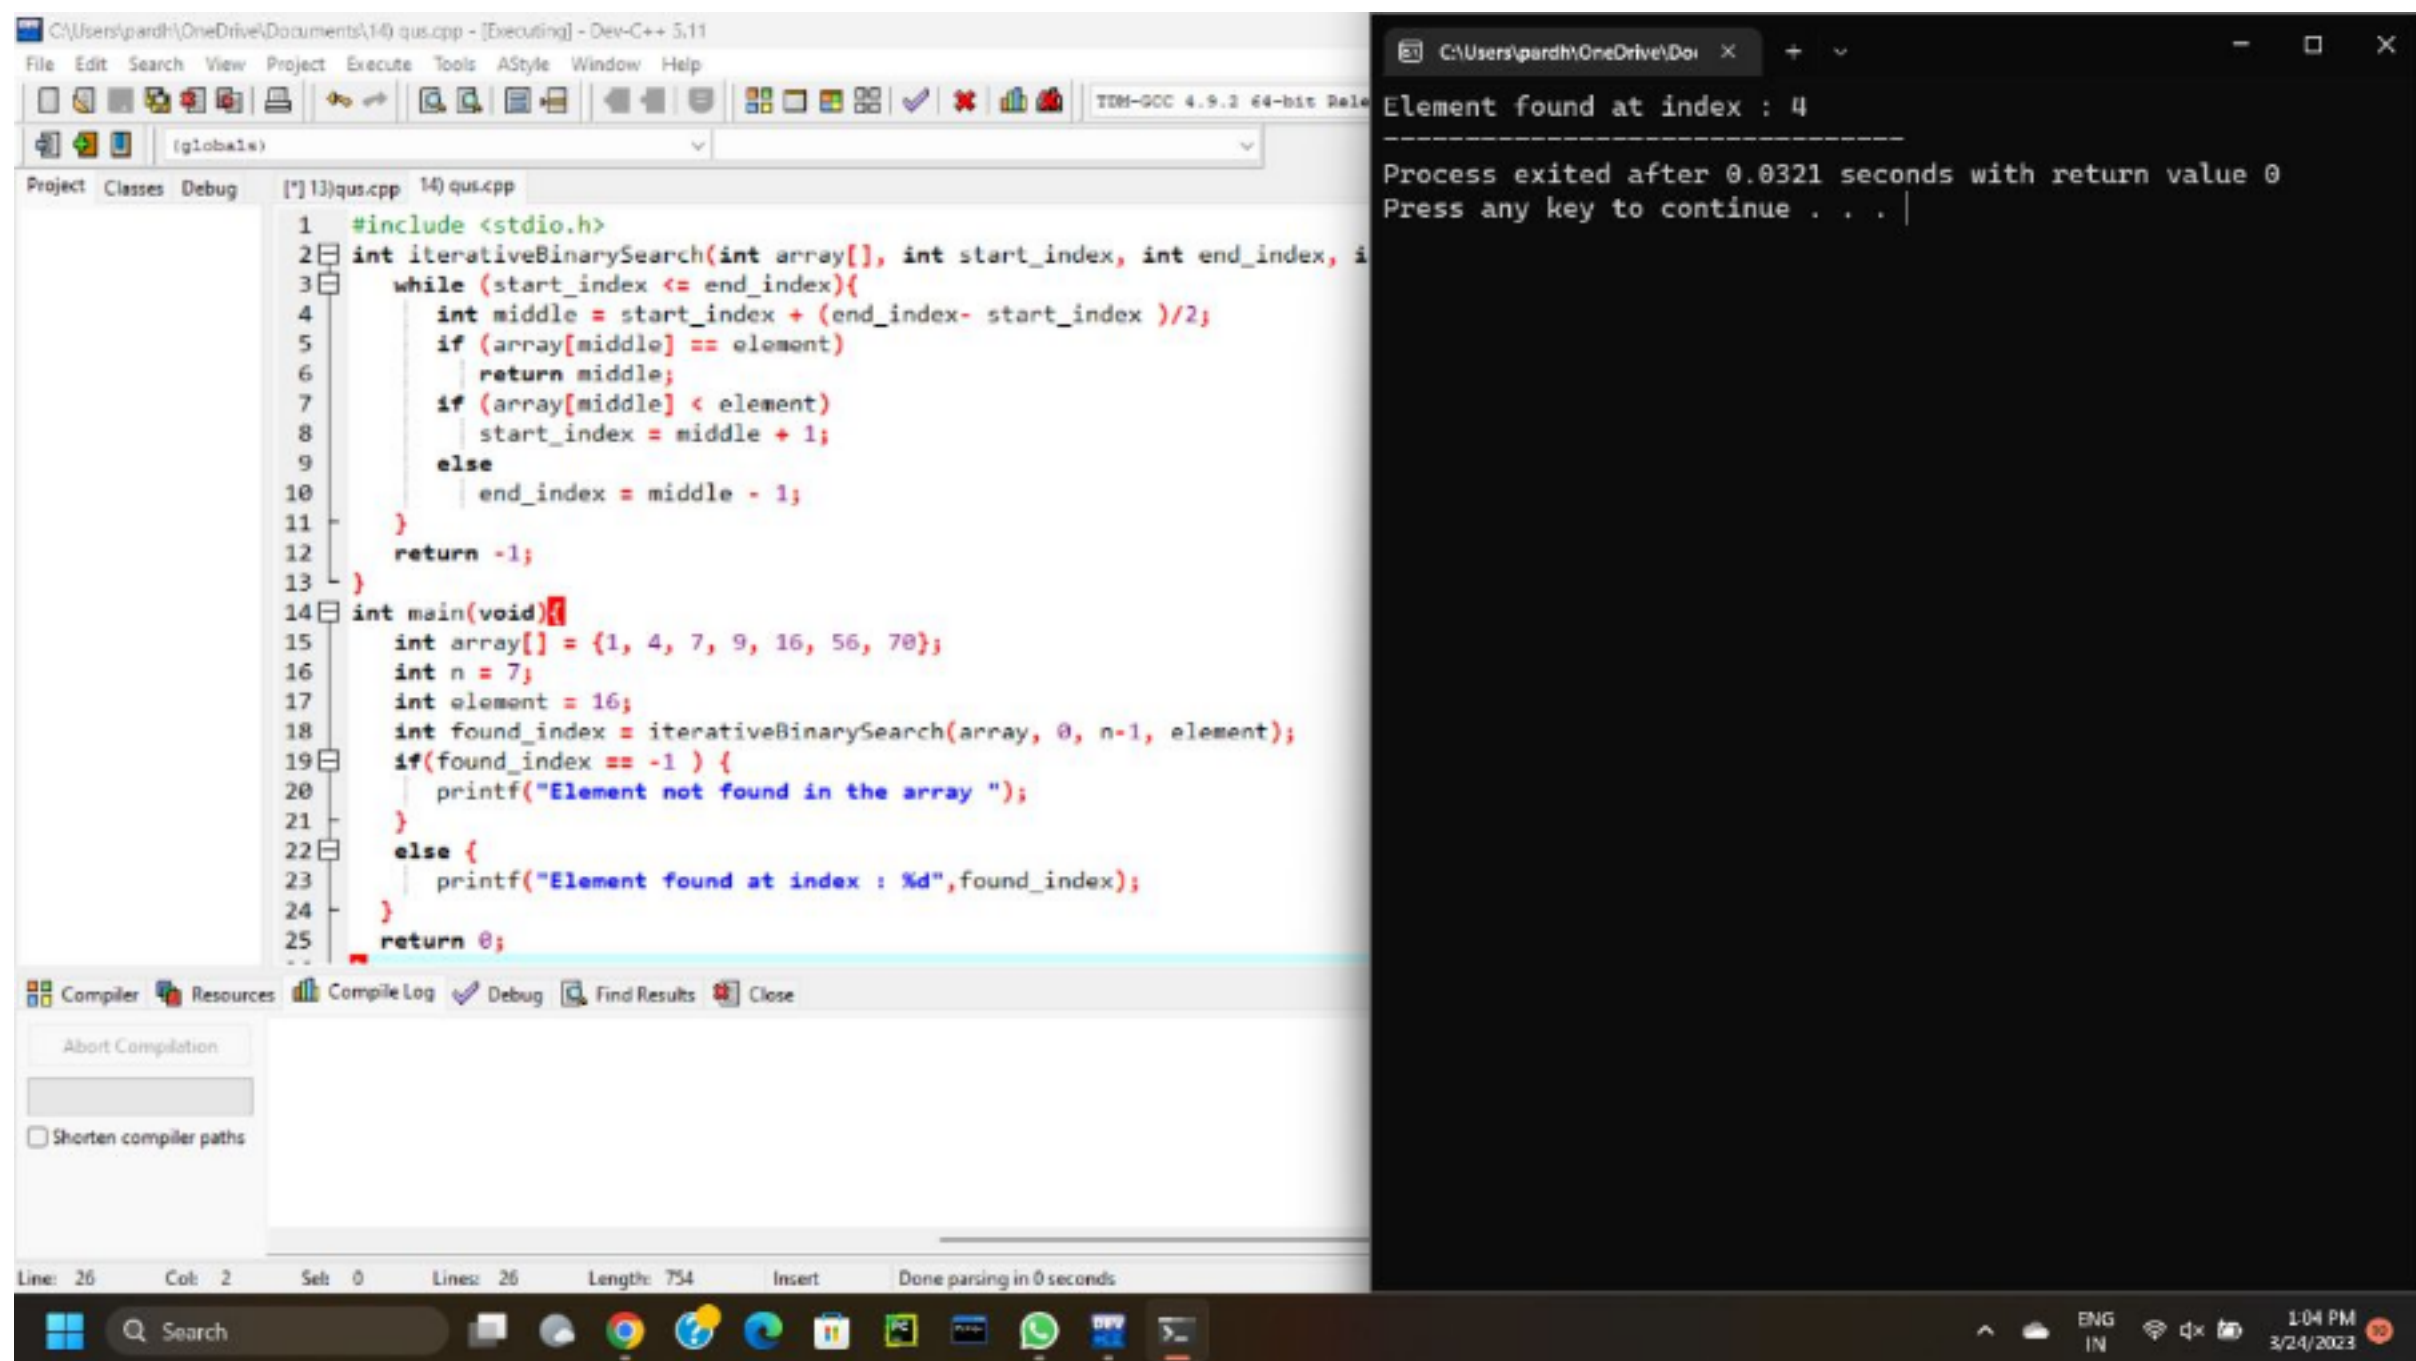 C:\Users\pardh\OneDrive\Documents\14) qus.cpp - [Executing] - Dev-C++ 5.11
File Edit Search View Project Execute Tools AStyle Window Help
TDM-GCC 4.9.2 64-bit Rele
(globals)
Project Classes Debug [*] 13)qus.cpp 14) qus.cpp
1 #include <stdio.h>
2 int iterativeBinarySearch(int array[], int start_index, int end_index, i
3 while (start_index <= end_index){
4 int middle = start_index + (end_index- start_index )/2;
5 if (array[middle] == element)
6 return middle;
7 if (array[middle] < element)
8 start_index = middle + 1;
9 else
10 end_index = middle - 1;
11 }
12 return -1;
13 }
14 int main(void){
15 int array[] = {1, 4, 7, 9, 16, 56, 70};
16 int n = 7;
17 int element = 16;
18 int found_index = iterativeBinarySearch(array, 0, n-1, element);
19 if(found_index == -1 ) {
20 printf("Element not found in the array ");
21 }
22 else {
23 printf("Element found at index : %d",found_index);
24 }
25 return 0;
Compiler Resources Compile Log Debug Find Results Close
Abort Compilation
Shorten compiler paths
Line: 26 Col: 2 Sel: 0 Lines: 26 Length: 754 Insert Done parsing in 0 seconds
C:\Users\pardh\OneDrive\Do
Element found at index : 4
--------------------------------
Process exited after 0.0321 seconds with return value 0
Press any key to continue . . .
Search
ENG
IN
1:04 PM
3/24/2023